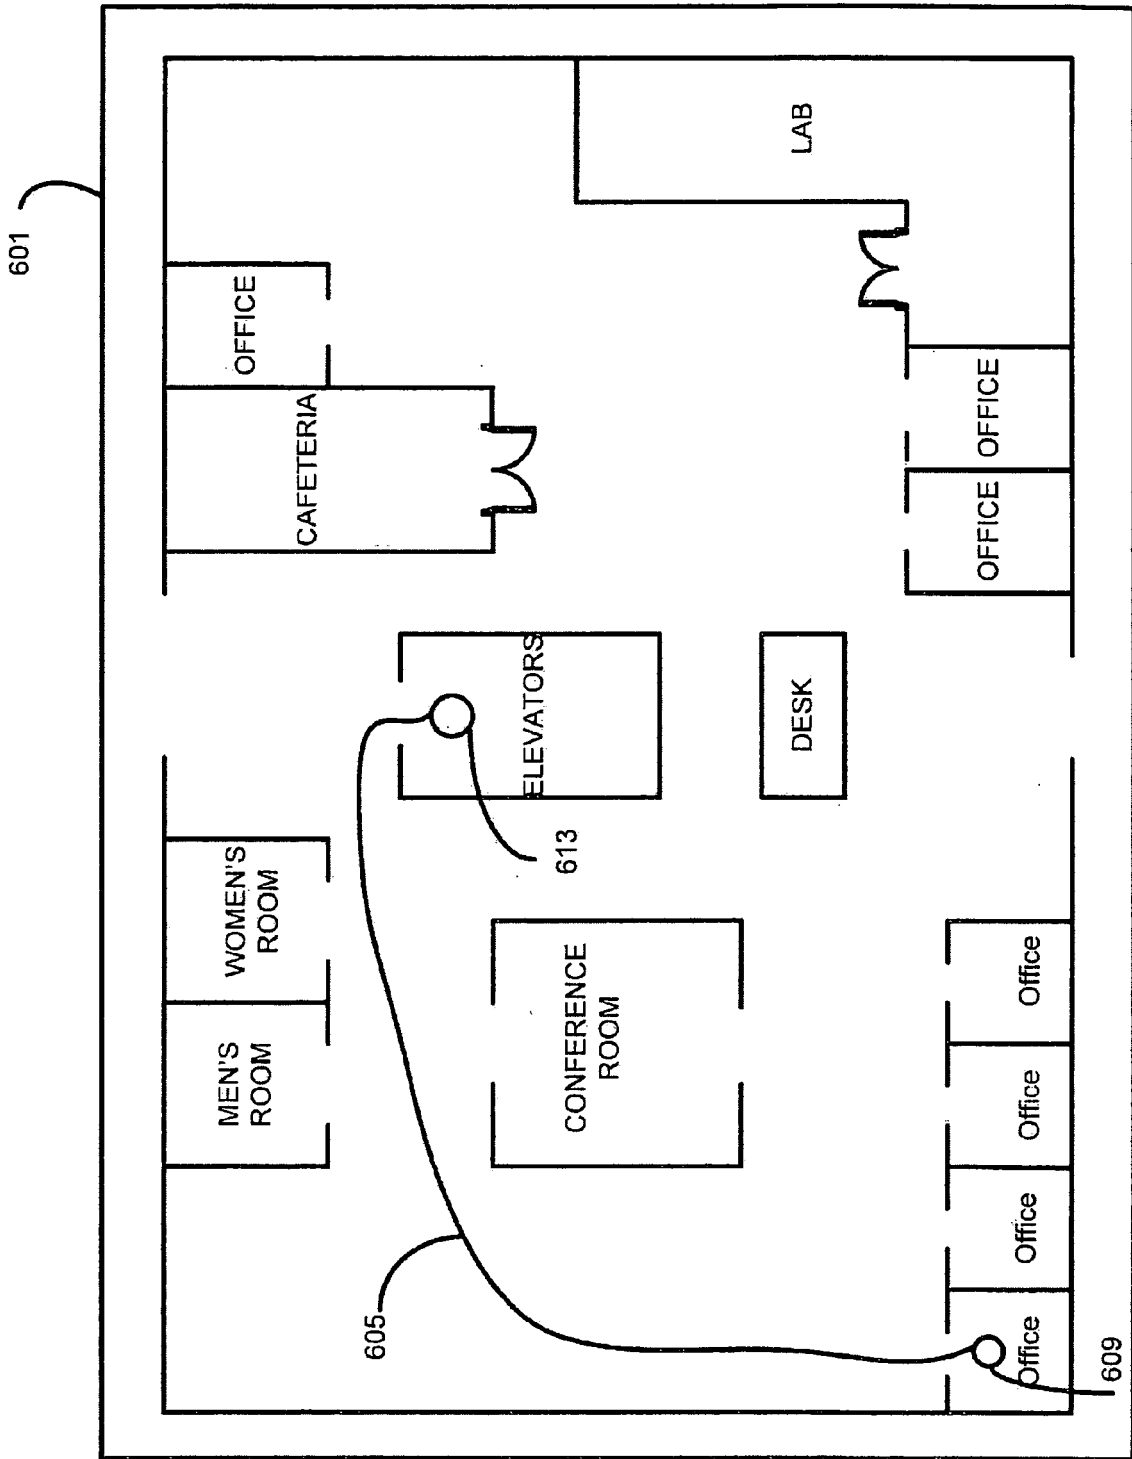 601
MEN'S
ROOM
WOMEN'S
ROOM
OFFICE
CAFETERIA
605
ELEVATORS
613
CONFERENCE
ROOM
DESK
LAB
OFFICE
OFFICE
Office
Office
Office
Office
609